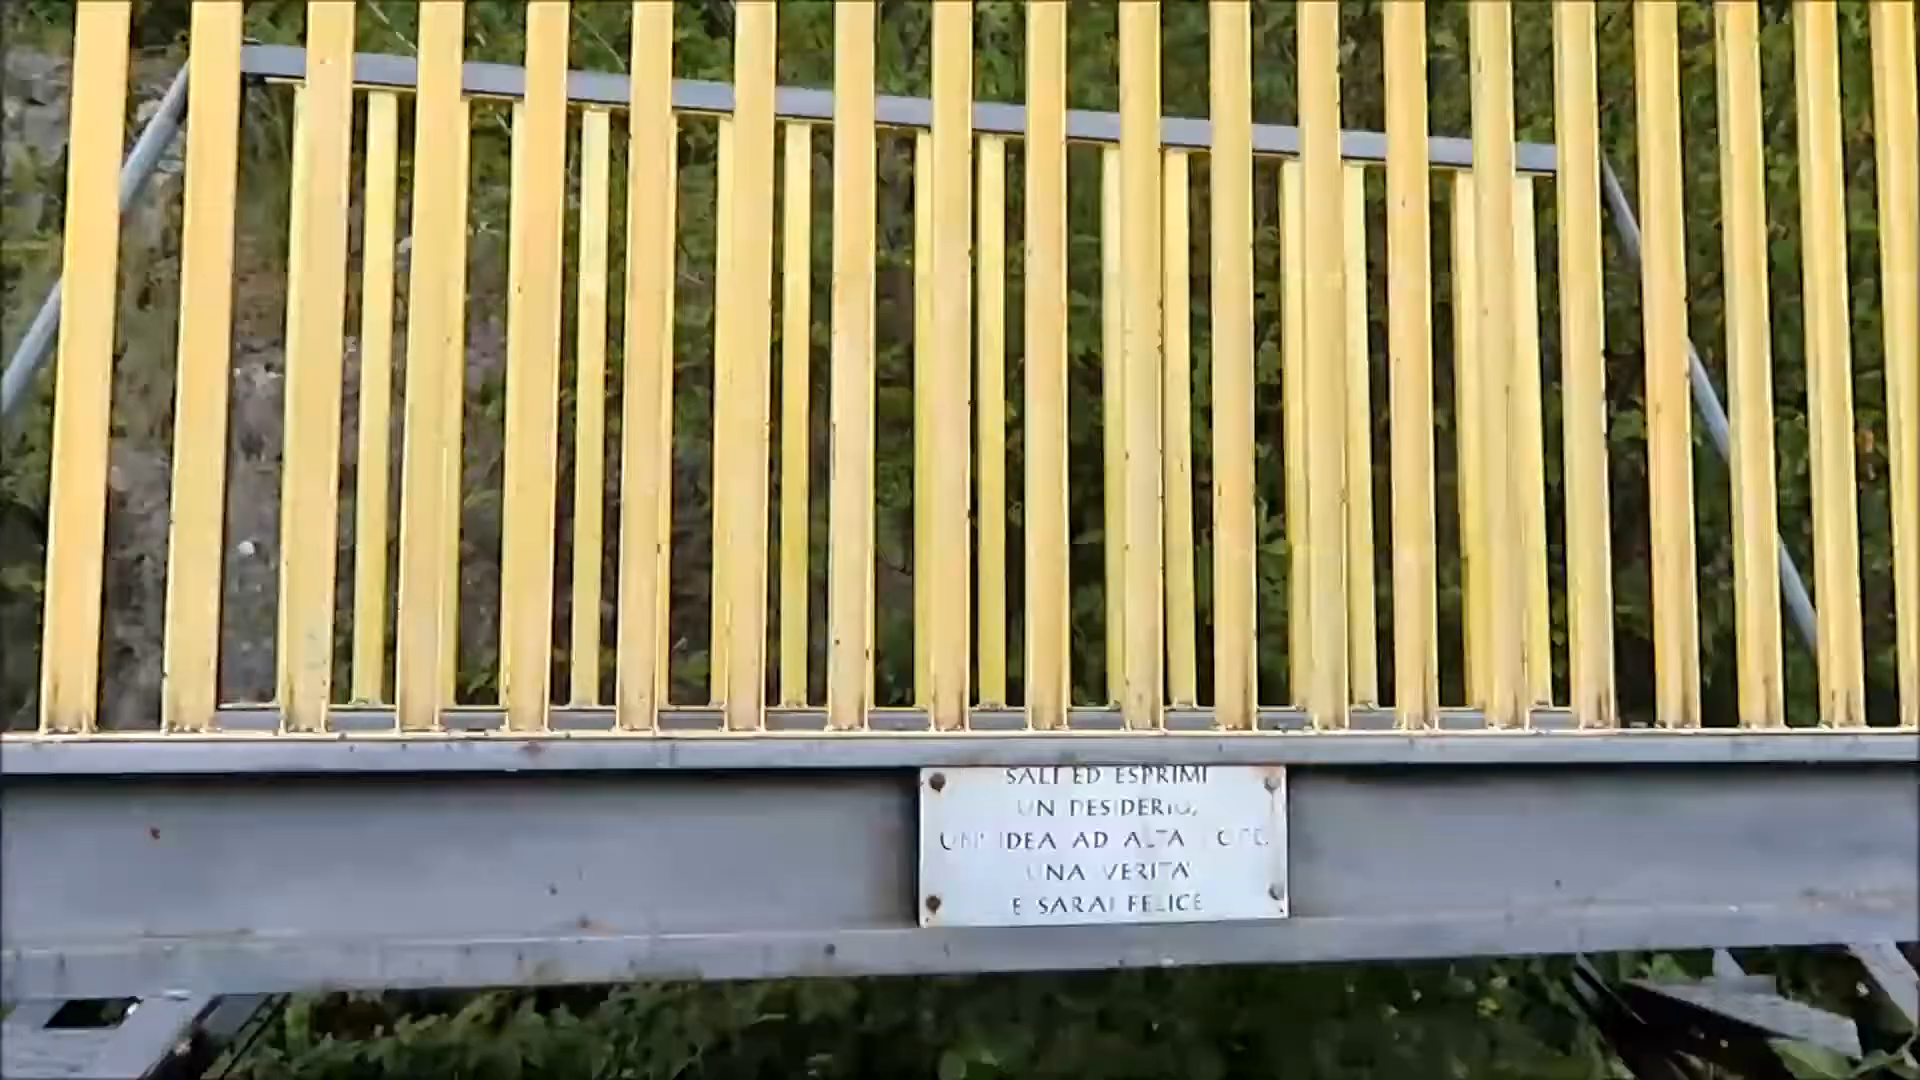 SALI ED ESPRIMI
UN DESIDERIO,
UN' IDEA AD ALTA
UNA VERITA'
E SARAI FELICE